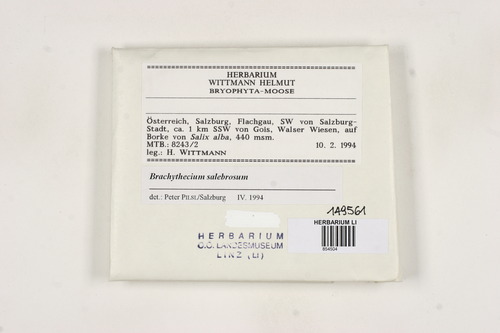 HERBARIUM
WITTMANN HELMUT
BRYOPHYTA-MOOSE
Österreich, Salzburg, Flachgau, SW von Salzburg-
Stadt, ca. 1 km SSW von Gois, Walser Wiesen, auf
Borke von Salix alba, 440 msm.
MTB.: 8243/2 10. 2. 1994
leg.: H. WITTMANN
Brachythecium salebrosum
det.: Peter PILSL/Salzburg IV. 1994
149561
HERBARIUM LI
HERBARIUM
O.Ö. LANDESMUSEUM
LINZ (LI)